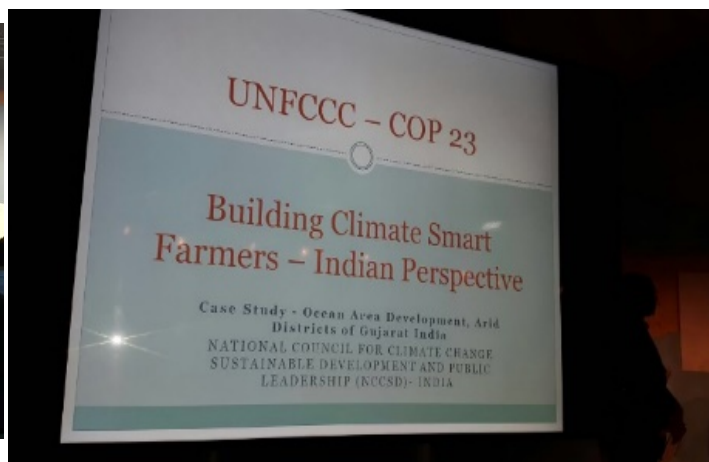 UNFCCC – COP 23
Building Climate Smart
Farmers – Indian Perspective
Case Study - Ocean Area Development, Arid
Districts of Gujarat India
NATIONAL COUNCIL FOR CLIMATE CHANGE
SUSTAINABLE DEVELOPMENT AND PUBLIC
LEADERSHIP (NCCSD)- INDIA